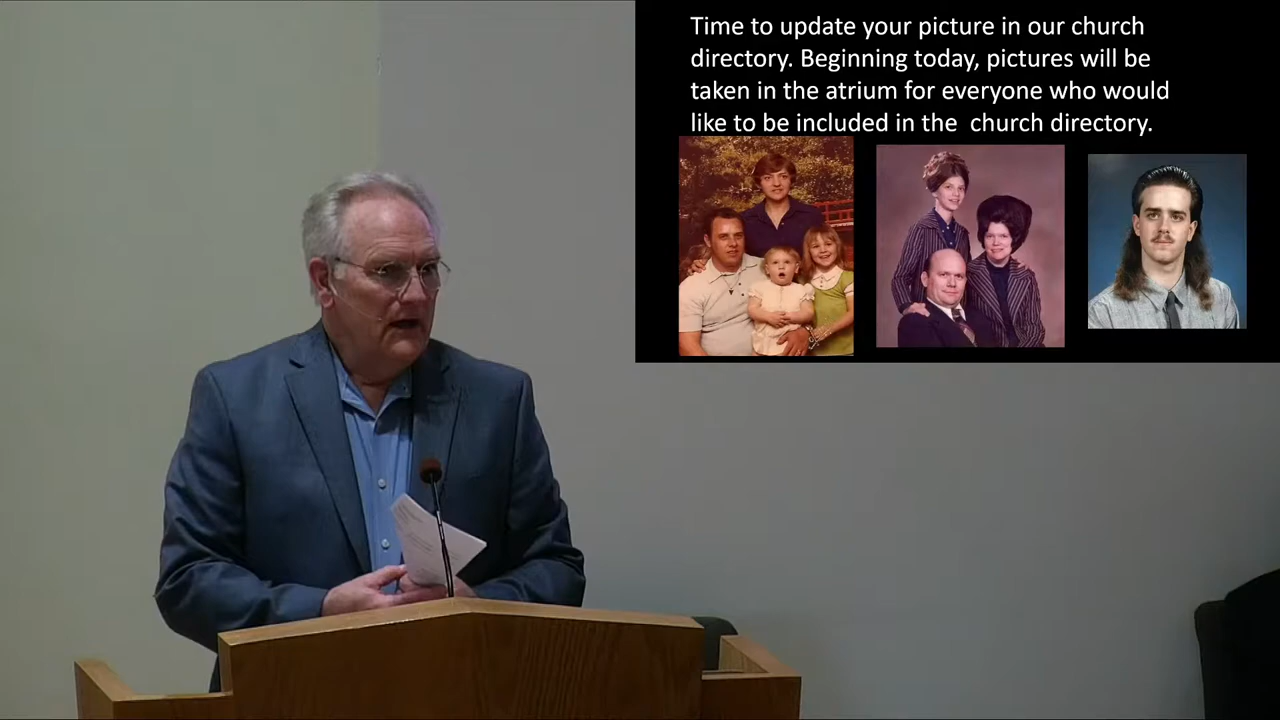 Time to update your picture in our church
directory. Beginning today, pictures will be
taken in the atrium for everyone who would
like to be included in the  church directory.